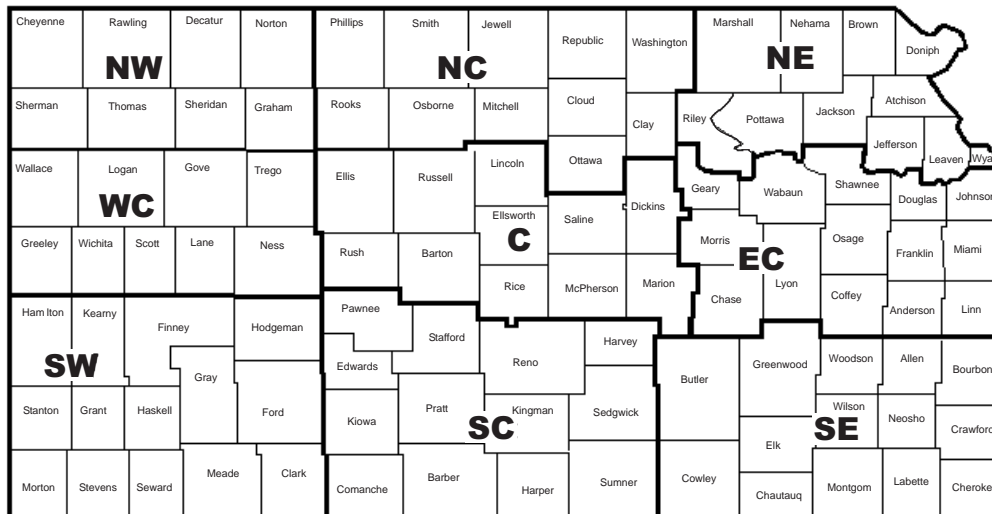 Cheyenne Rawling Decatur Norton Phillips Smith Jewell Republic Washington Marshall Nehama Brown Doniph
NW NC NE
Sherman Thomas Sheridan Graham Rooks Osborne Mitchell Cloud Clay Riley Pottawa Jackson Atchison
Jefferson Leaven Wya
Wallace Logan Gove Trego Ellis Russell Lincoln Ottawa Geary Wabaun Shawnee Douglas Johnson
WC
Ellsworth Saline Dickins
Greeley Wichita Scott Lane Ness Rush Barton C Morris EC Osage Franklin Miami
Rice McPherson Marion Chase Lyon Coffey Anderson Linn
Ham lton Kearny Finney Hodgeman Pawnee Stafford Reno Harvey
SW Gray Edwards Butler Greenwood Woodson Allen Bourbon
Stanton Grant Haskell Ford Kiowa Pratt Kingman Sedgwick Wilson Neosho Crawford
SC SE
Elk
Morton Stevens Seward Meade Clark Comanche Barber Harper Sumner Cowley Chautauq Montgom Labette Cheroke